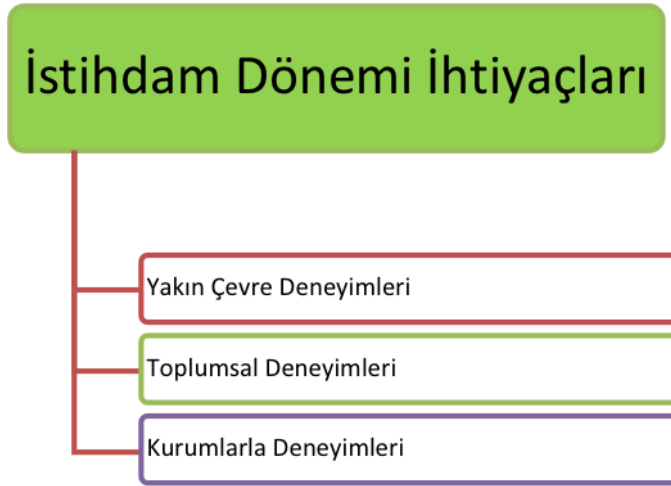 İstihdam Dönemi İhtiyaçları
Yakın Çevre Deneyimleri
Toplumsal Deneyimleri
Kurumlarla Deneyimleri